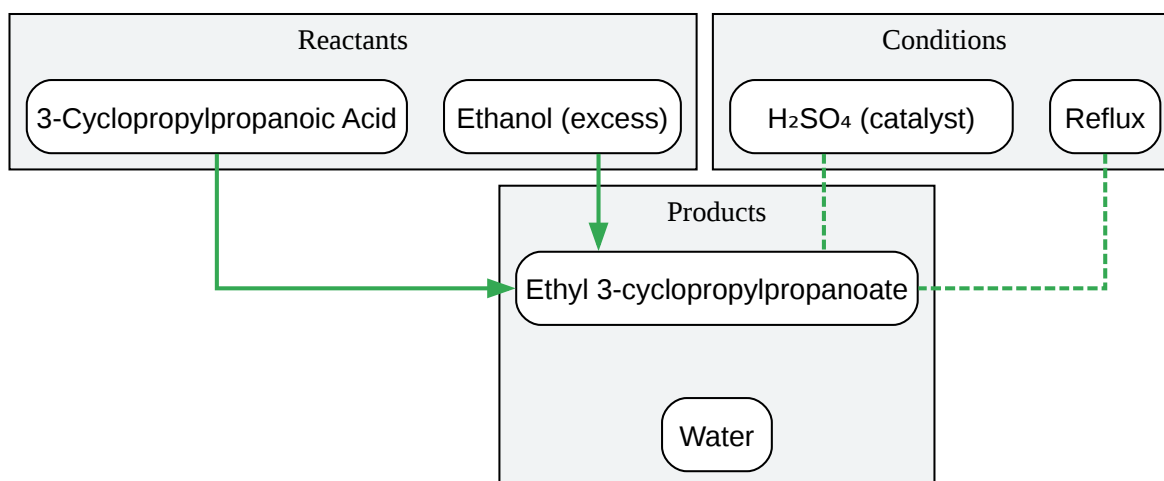 Reactants
Conditions
3-Cyclopropylpropanoic Acid
Ethanol (excess)
H₂SO₄ (catalyst)
Reflux
Products
Ethyl 3-cyclopropylpropanoate
Water